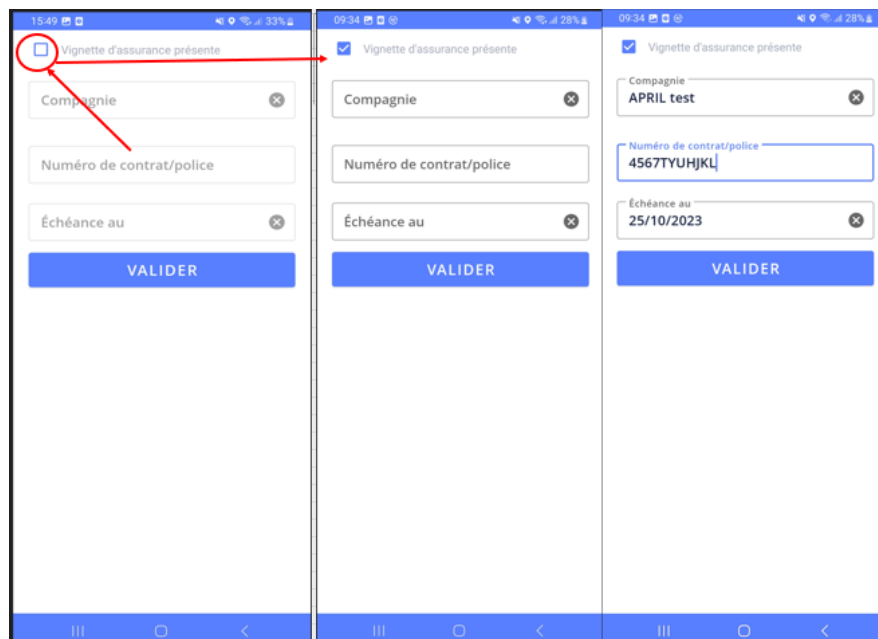 15:49
33%
Vignette d'assurance présente
Compagnie
Numéro de contrat/police
Échéance au
VALIDER
09:34
28%
Vignette d'assurance présente
Compagnie
Numéro de contrat/police
Échéance au
VALIDER
09:34
28%
Vignette d'assurance présente
Compagnie
APRIL test
Numéro de contrat/police
4567TYUHJKL
Échéance au
25/10/2023
VALIDER